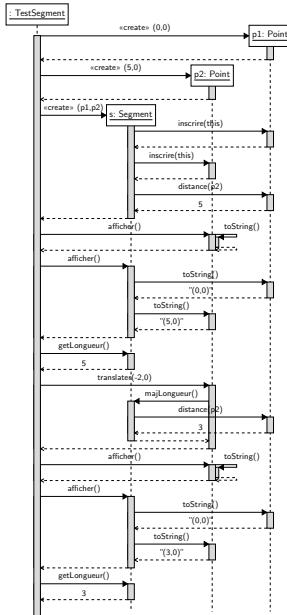 : TestSegment
«create» (0,0)
p1: Point
«create» (5,0)
p2: Point
«create» (p1,p2)
s: Segment
inscrire(this)
inscrire(this)
distance(p2)
5
afficher()
toString()
afficher()
toString()
"(0,0)"
toString()
"(5,0)"
getLongueur()
5
translater(-2,0)
majLongueur()
distance(p2)
3
afficher()
toString()
afficher()
toString()
"(0,0)"
toString()
"(3,0)"
getLongueur()
3